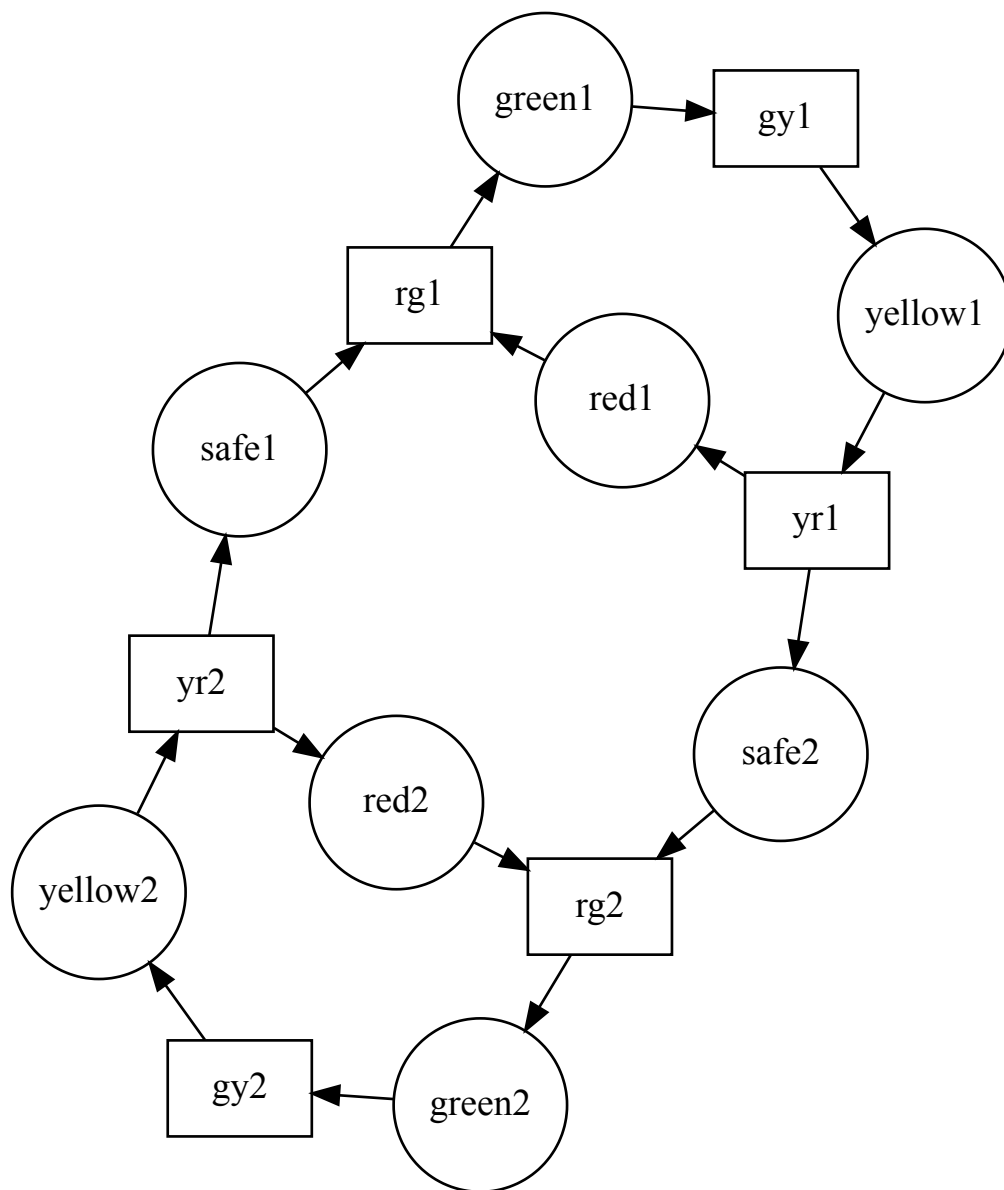 green1
gy1
rg1
yellow1
red1
safe1
yr1
yr2
safe2
red2
yellow2
rg2
gy2
green2